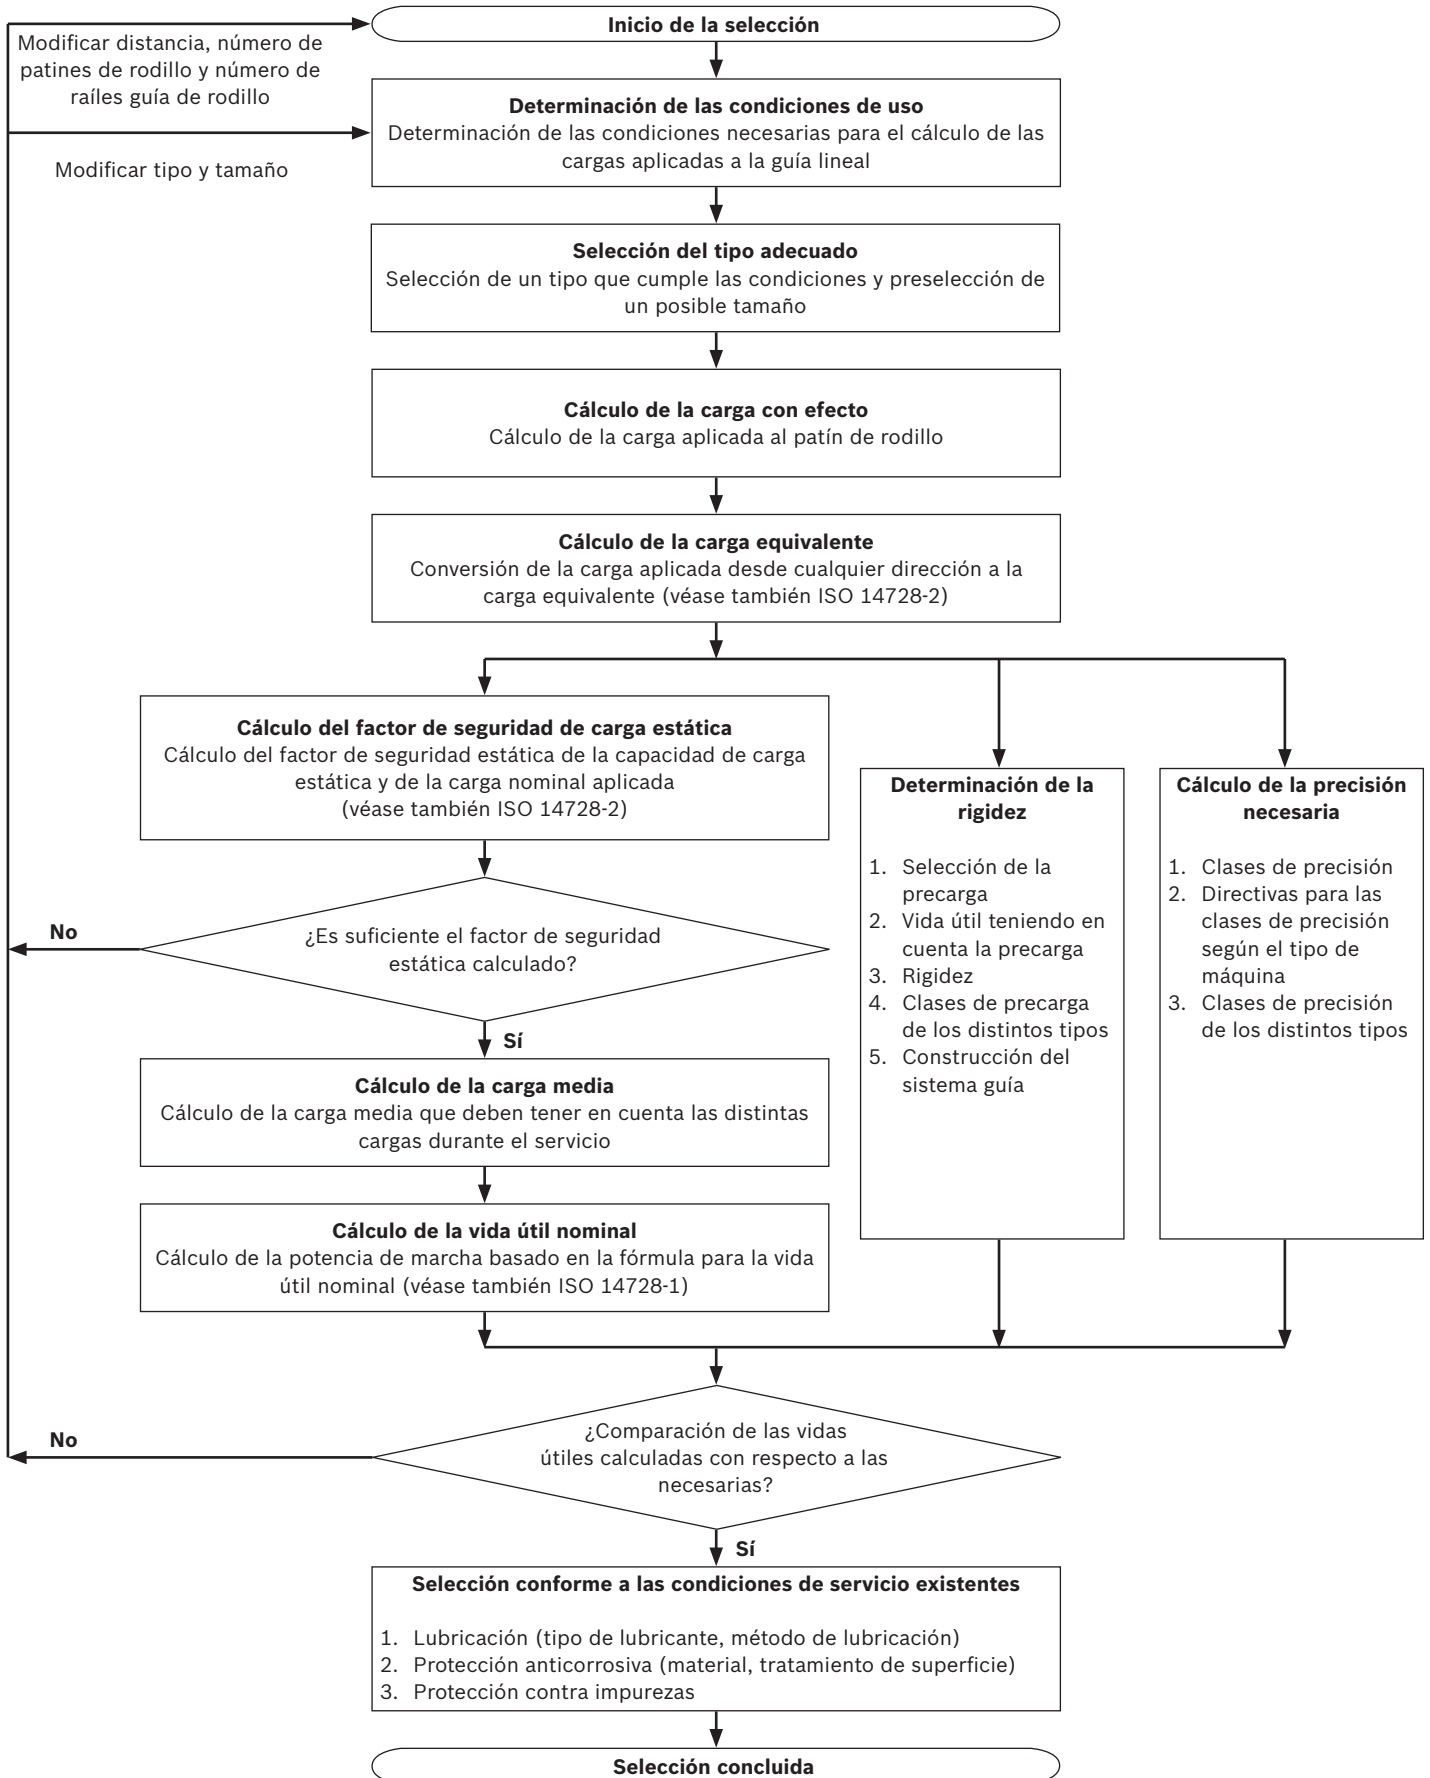 Inicio de la selección
Modificar distancia, número de
patines de rodillo y número de
raíles guía de rodillo
Modificar tipo y tamaño
Determinación de las condiciones de uso
Determinación de las condiciones necesarias para el cálculo de las
cargas aplicadas a la guía lineal
Selección del tipo adecuado
Selección de un tipo que cumple las condiciones y preselección de
un posible tamaño
Cálculo de la carga con efecto
Cálculo de la carga aplicada al patín de rodillo
Cálculo de la carga equivalente
Conversión de la carga aplicada desde cualquier dirección a la
carga equivalente (véase también ISO 14728-2)
Cálculo del factor de seguridad de carga estática
Cálculo del factor de seguridad estática de la capacidad de carga
estática y de la carga nominal aplicada
(véase también ISO 14728-2)
No
¿Es suficiente el factor de seguridad
estática calculado?
Sí
Cálculo de la carga media
Cálculo de la carga media que deben tener en cuenta las distintas
cargas durante el servicio
Cálculo de la vida útil nominal
Cálculo de la potencia de marcha basado en la fórmula para la vida
útil nominal (véase también ISO 14728-1)
Determinación de la
rigidez
1. Selección de la
precarga
2. Vida útil teniendo en
cuenta la precarga
3. Rigidez
4. Clases de precarga
de los distintos tipos
5. Construcción del
sistema guía
Cálculo de la precisión
necesaria
1. Clases de precisión
2. Directivas para las
clases de precisión
según el tipo de
máquina
3. Clases de precisión
de los distintos tipos
No
¿Comparación de las vidas
útiles calculadas con respecto a las
necesarias?
Sí
Selección conforme a las condiciones de servicio existentes
1. Lubricación (tipo de lubricante, método de lubricación)
2. Protección anticorrosiva (material, tratamiento de superficie)
3. Protección contra impurezas
Selección concluida